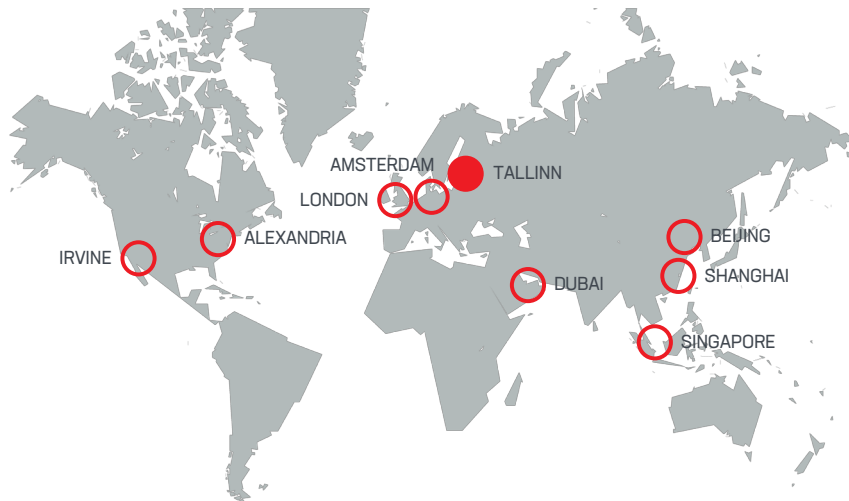 AMSTERDAM
TALLINN
LONDON
ALEXANDRIA
BEIJING
IRVINE
SHANGHAI
DUBAI
SINGAPORE